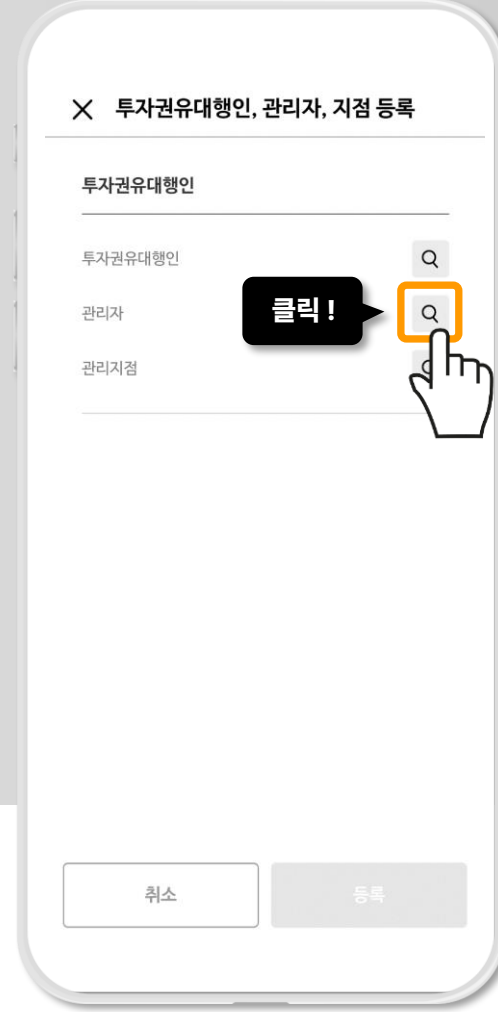 투자권유대행인, 관리자, 지점 등록
투자권유대행인
투자권유대행인
관리자
클릭 !
관리지점
취소
등록